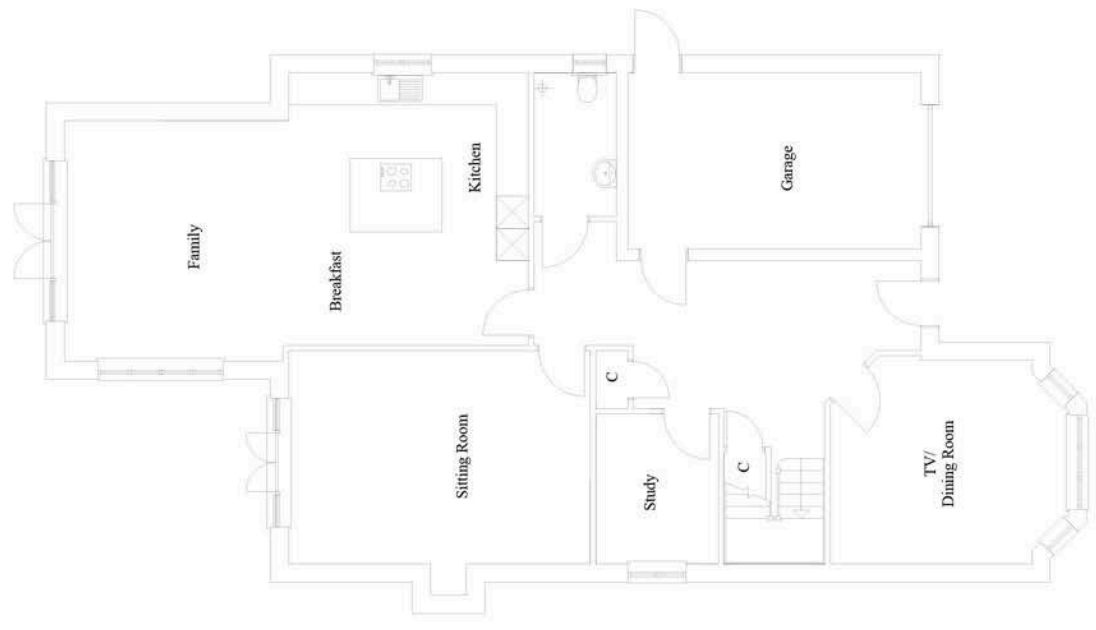 Family
Breakfast
Kitchen
Garage
Sitting Room
C
Study
C
TV/
Dining Room